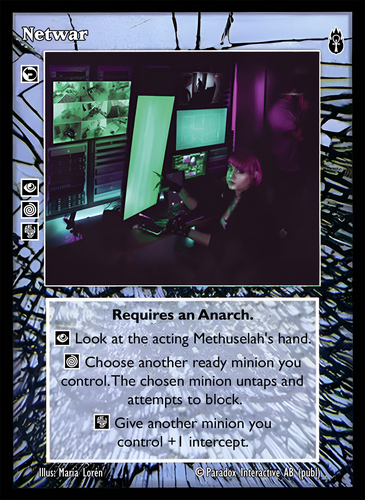 Netwar
Requires an Anarch.
Look at the acting Methuselah's hand.
Choose another ready minion you
control. The chosen minion untaps and
attempts to block.
Give another minion you
control +1 intercept.
Illus: María Lorén © Paradox Interactive AB. (publ)